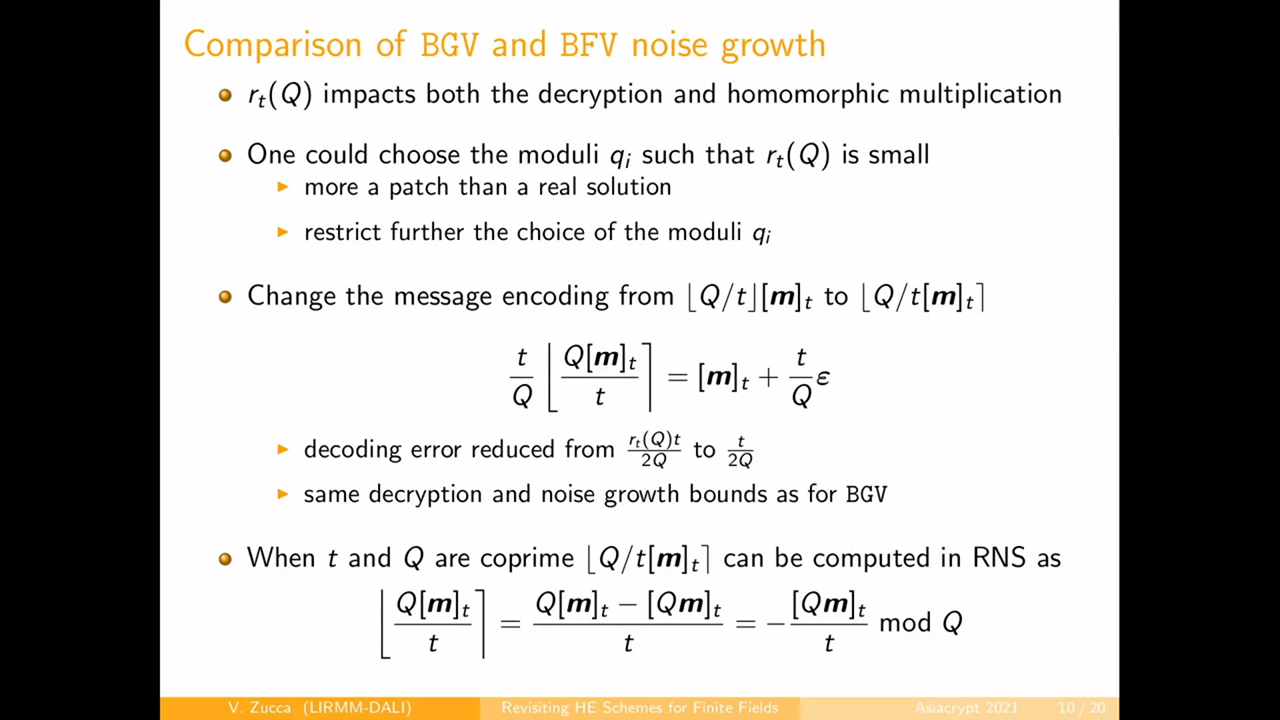 Comparison of BGV and BFV noise growth
r_t(Q) impacts both the decryption and homomorphic multiplication
One could choose the moduli q_i such that r_t(Q) is small
more a patch than a real solution
restrict further the choice of the moduli q_i
Change the message encoding from ⌊Q/t⌋[m]_t to ⌊Q/t[m]_t⌉
t/Q ⌊Q[m]_t/t⌉ = [m]_t + t/Q ε
decoding error reduced from r_t(Q)t/2Q to t/2Q
same decryption and noise growth bounds as for BGV
When t and Q are coprime ⌊Q/t[m]_t⌉ can be computed in RNS as
⌊Q[m]_t/t⌉ = (Q[m]_t − [Qm]_t)/t = −[Qm]_t/t mod Q
V. Zucca (LIRMM-DALI) Revisiting HE Schemes for Finite Fields Asiacrypt 2021 10 / 20